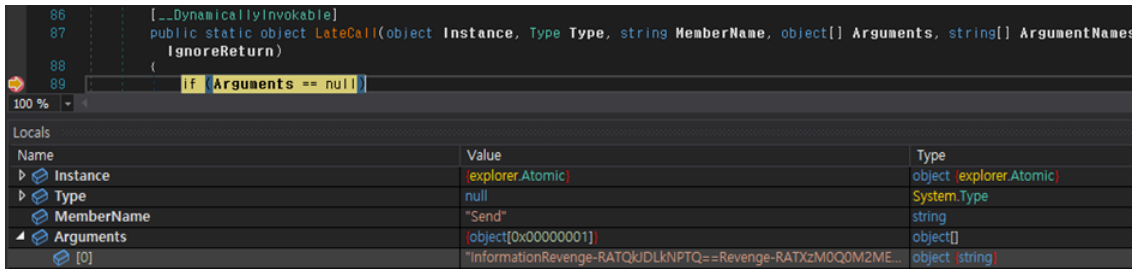 86 [__DynamicallyInvokable]
87 public static object LateCall(object Instance, Type Type, string MemberName, object[] Arguments, string[] ArgumentNames
IgnoreReturn)
88 {
89 if (Arguments == null)
100 %
Locals
Name Value Type
Instance {explorer.Atomic} object {explorer.Atomic}
Type null System.Type
MemberName "Send" string
Arguments {object[0x00000001]} object[]
[0] "InformationRevenge-RATQkJDLkNPTQ==Revenge-RATXzM0Q0M2ME... object {string}